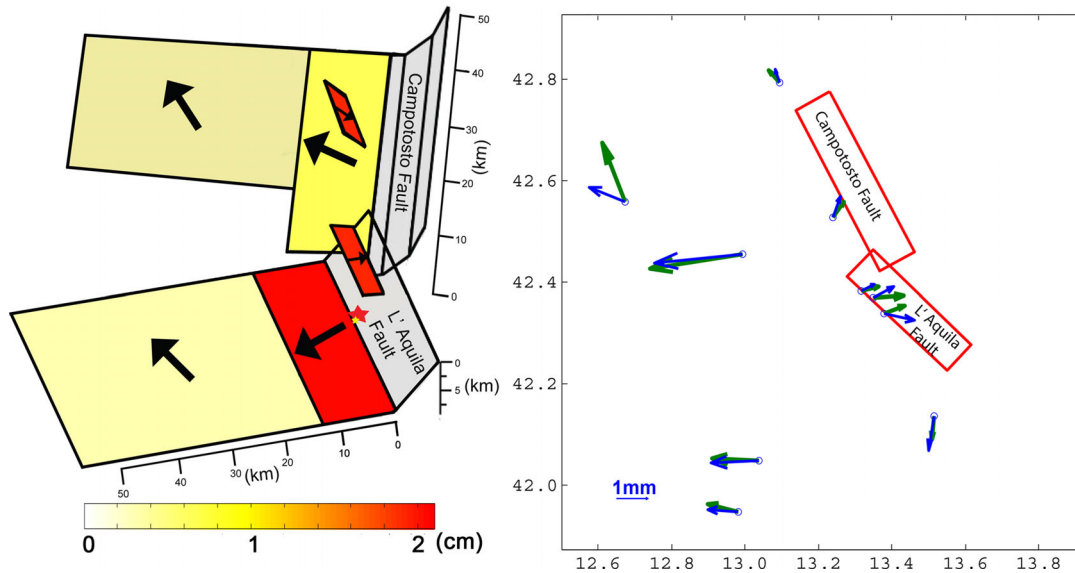 50
40
30
20
10
0
(km)
Campotosto Fault
L' Aquila
Fault
0
5
(km)
50
40
30
20
10
0
(km)
0
1
2
(cm)
42.8
42.6
42.4
42.2
42.0
12.6
12.8
13.0
13.2
13.4
13.6
13.8
Campotosto Fault
L' Aquila
Fault
1mm